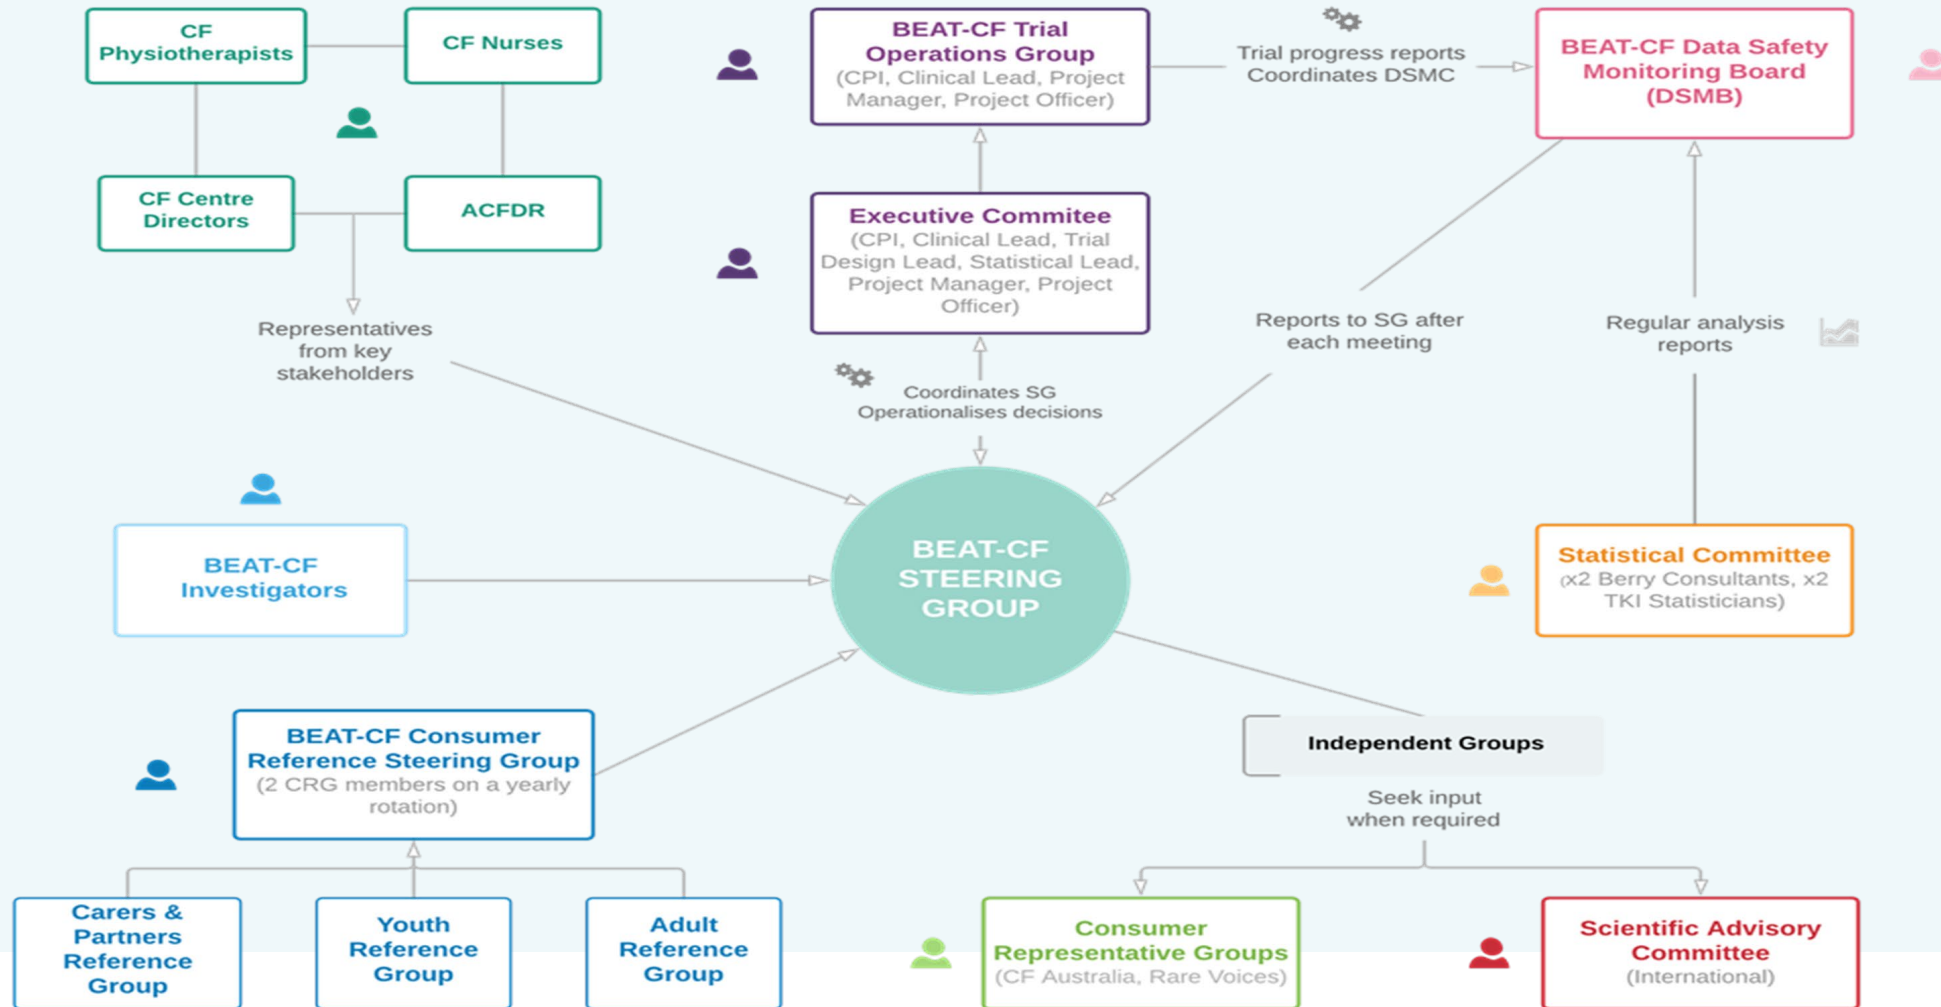 CF
Physiotherapists
CF Nurses
CF Centre
Directors
ACFDR
Representatives
from key
stakeholders
BEAT-CF Trial
Operations Group
(CPI, Clinical Lead, Project
Manager, Project Officer)
Trial progress reports
Coordinates DSMC
BEAT-CF Data Safety
Monitoring Board
(DSMB)
Executive Commitee
(CPI, Clinical Lead, Trial
Design Lead, Statistical Lead,
Project Manager, Project
Officer)
Coordinates SG
Operationalises decisions
Reports to SG after
each meeting
Regular analysis
reports
BEAT-CF
Investigators
BEAT-CF
STEERING
GROUP
Statistical Committee
(x2 Berry Consultants, x2
TKI Statisticians)
BEAT-CF Consumer
Reference Steering Group
(2 CRG members on a yearly
rotation)
Independent Groups
Seek input
when required
Carers &
Partners
Reference
Group
Youth
Reference
Group
Adult
Reference
Group
Consumer
Representative Groups
(CF Australia, Rare Voices)
Scientific Advisory
Committee
(International)